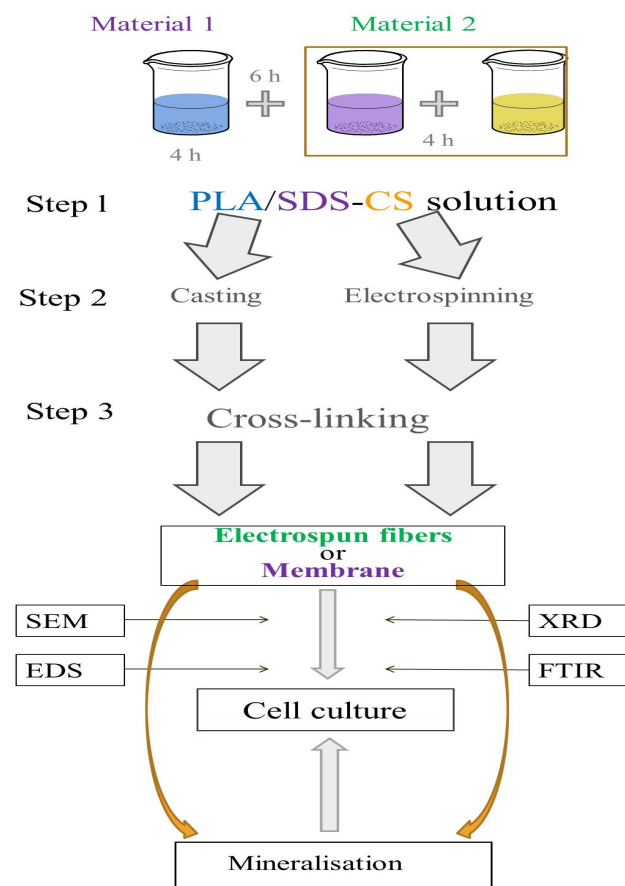 Material 1 Material 2
6 h
4 h
4 h
Step 1 PLA/SDS-CS solution
Step 2 Casting Electrospinning
Step 3 Cross-linking
Electrospun fibers
or
Membrane
SEM XRD
EDS FTIR
Cell culture
Mineralisation